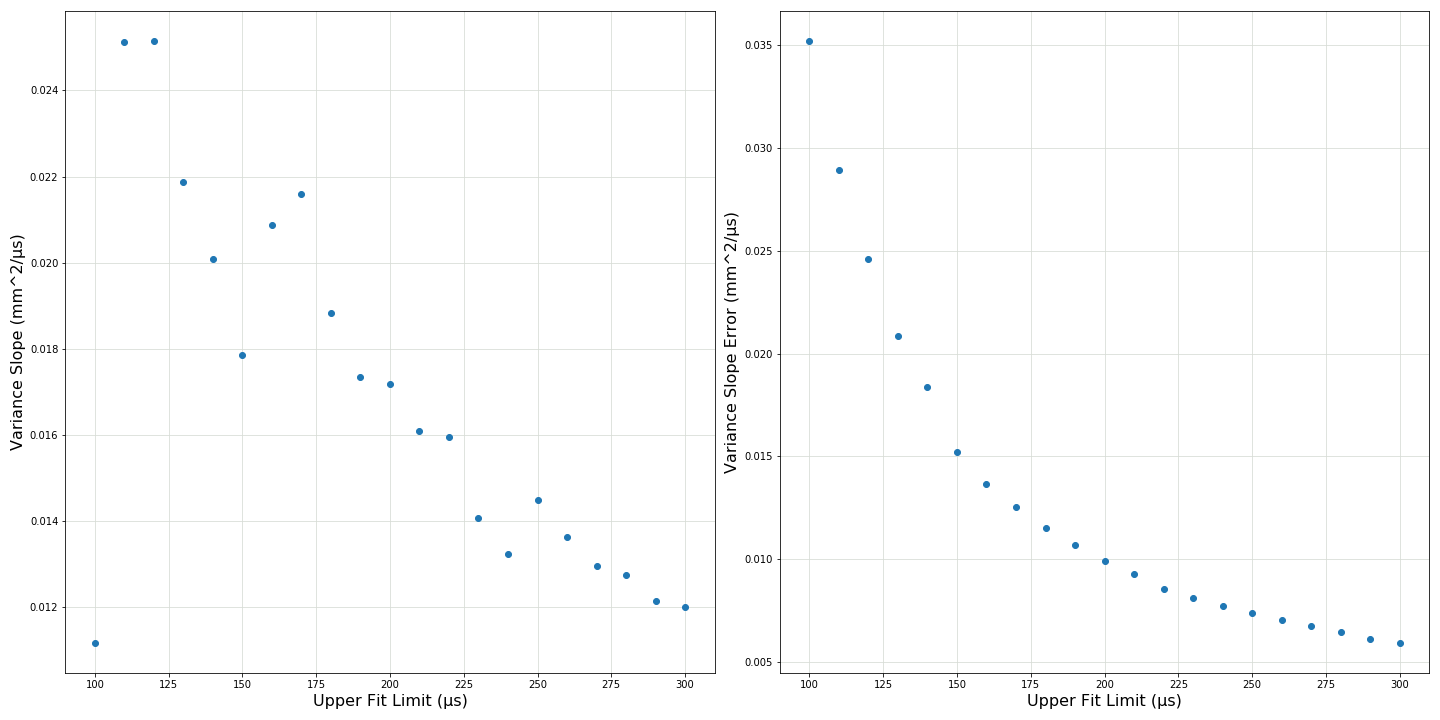 Variance Slope (mm^2/μs)
0.024
0.022
0.020
0.018
0.016
0.014
0.012
100 125 150 175 200 225 250 275 300
Upper Fit Limit (μs)
Variance Slope Error (mm^2/μs)
0.035
0.030
0.025
0.020
0.015
0.010
0.005
100 125 150 175 200 225 250 275 300
Upper Fit Limit (μs)